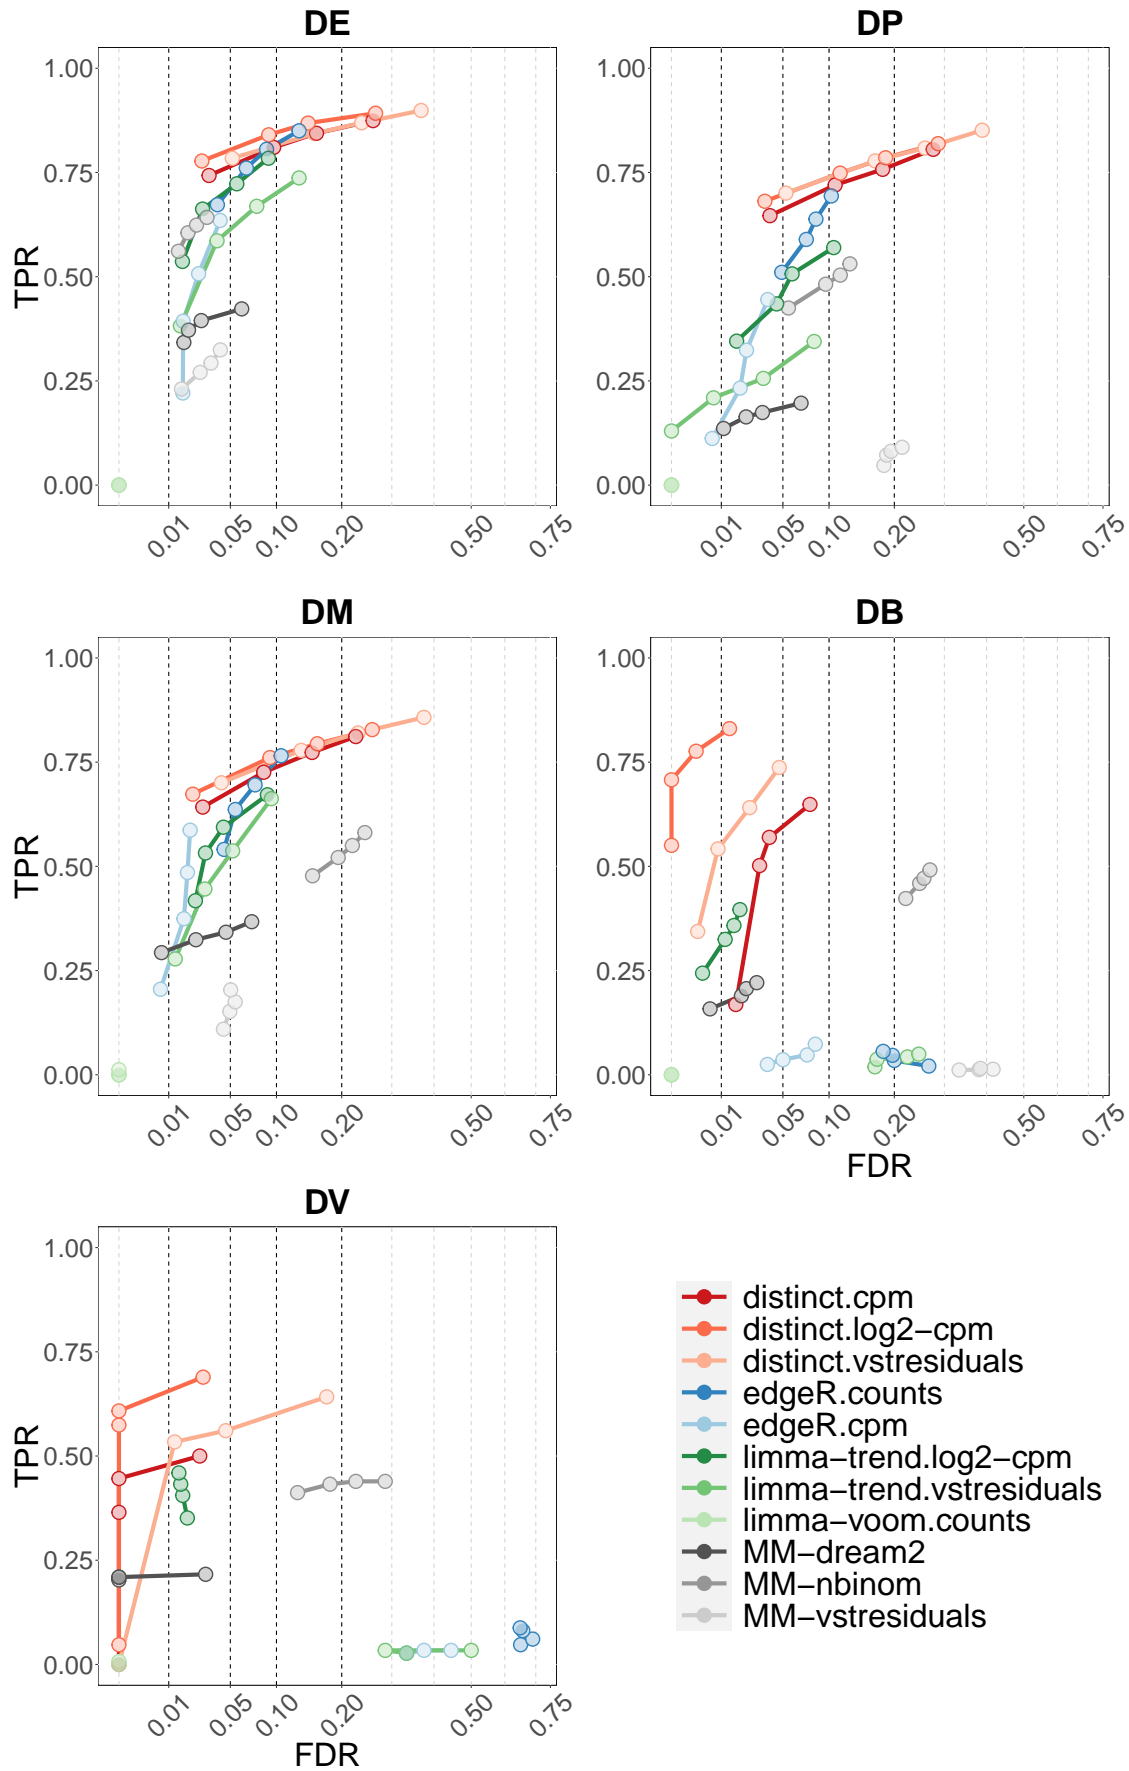 DE
DP
1.00
0.75
0.50
0.25
0.00
TPR
0.01
0.05
0.10
0.20
0.50
0.75
1.00
0.75
0.50
0.25
0.00
0.01
0.05
0.10
0.20
0.50
0.75
DM
DB
1.00
0.75
0.50
0.25
0.00
TPR
0.01
0.05
0.10
0.20
0.50
0.75
1.00
0.75
0.50
0.25
0.00
0.01
0.05
0.10
0.20
0.50
0.75
FDR
DV
1.00
0.75
0.50
0.25
0.00
TPR
0.01
0.05
0.10
0.20
0.50
0.75
FDR
distinct.cpm
distinct.log2−cpm
distinct.vstresiduals
edgeR.counts
edgeR.cpm
limma−trend.log2−cpm
limma−trend.vstresiduals
limma−voom.counts
MM−dream2
MM−nbinom
MM−vstresiduals